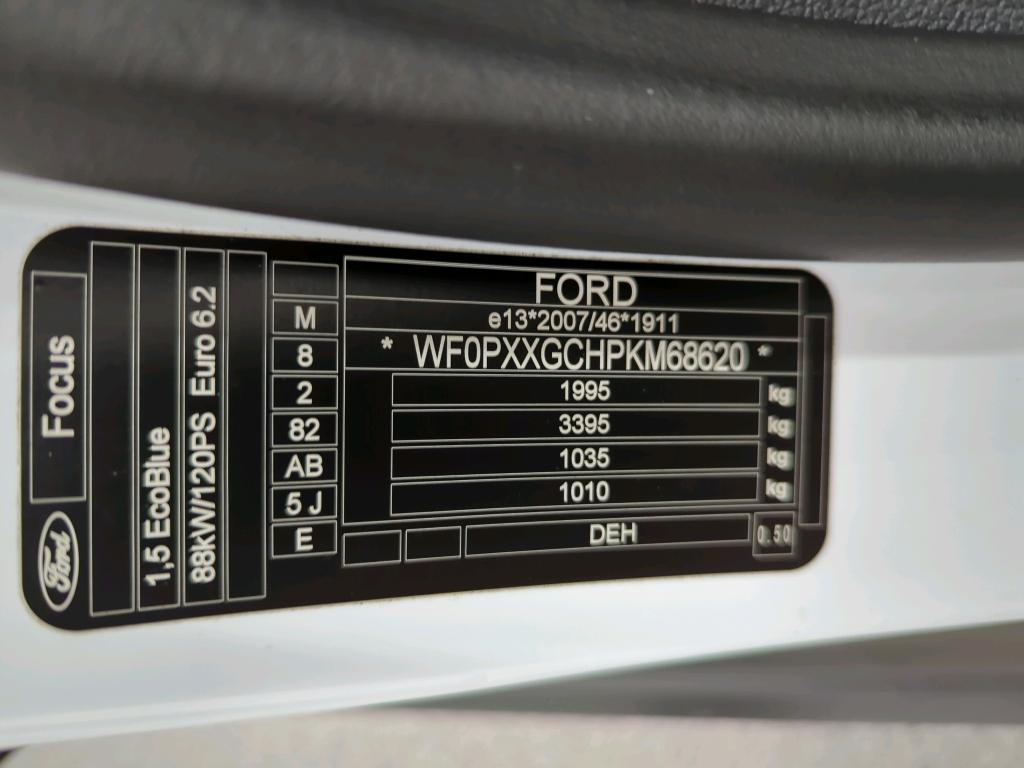 Ford
Focus
1,5 EcoBlue
88kW/120PS Euro 6.2
M
8
2
82
AB
5 J
E
FORD
e13*2007/46*1911
* WF0PXXGCHPKM68620 *
1995 kg
3395 kg
1035 kg
1010 kg
DEH
0.50